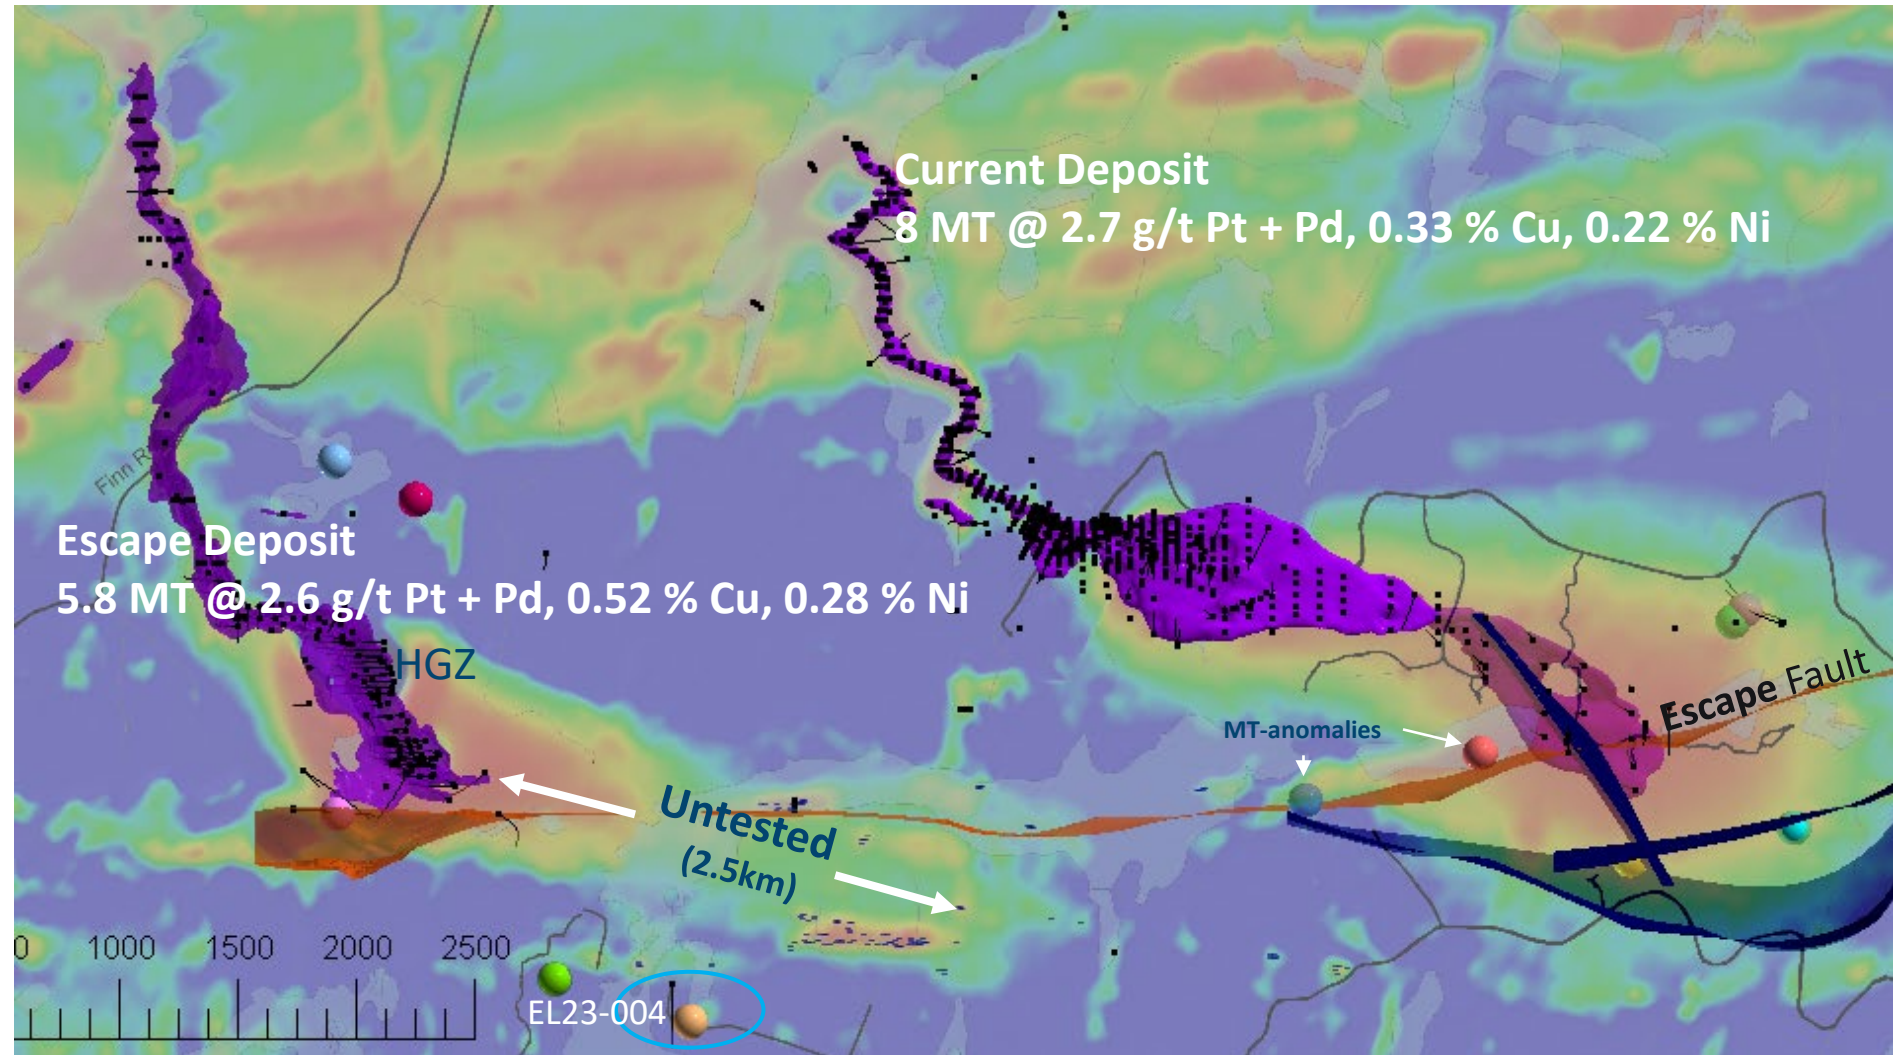 Current Deposit
8 MT @ 2.7 g/t Pt + Pd, 0.33 % Cu, 0.22 % Ni
Finn R
Escape Deposit
5.8 MT @ 2.6 g/t Pt + Pd, 0.52 % Cu, 0.28 % Ni
HGZ
Escape Fault
MT-anomalies
Untested
(2.5km)
0 1000 1500 2000 2500
EL23-004